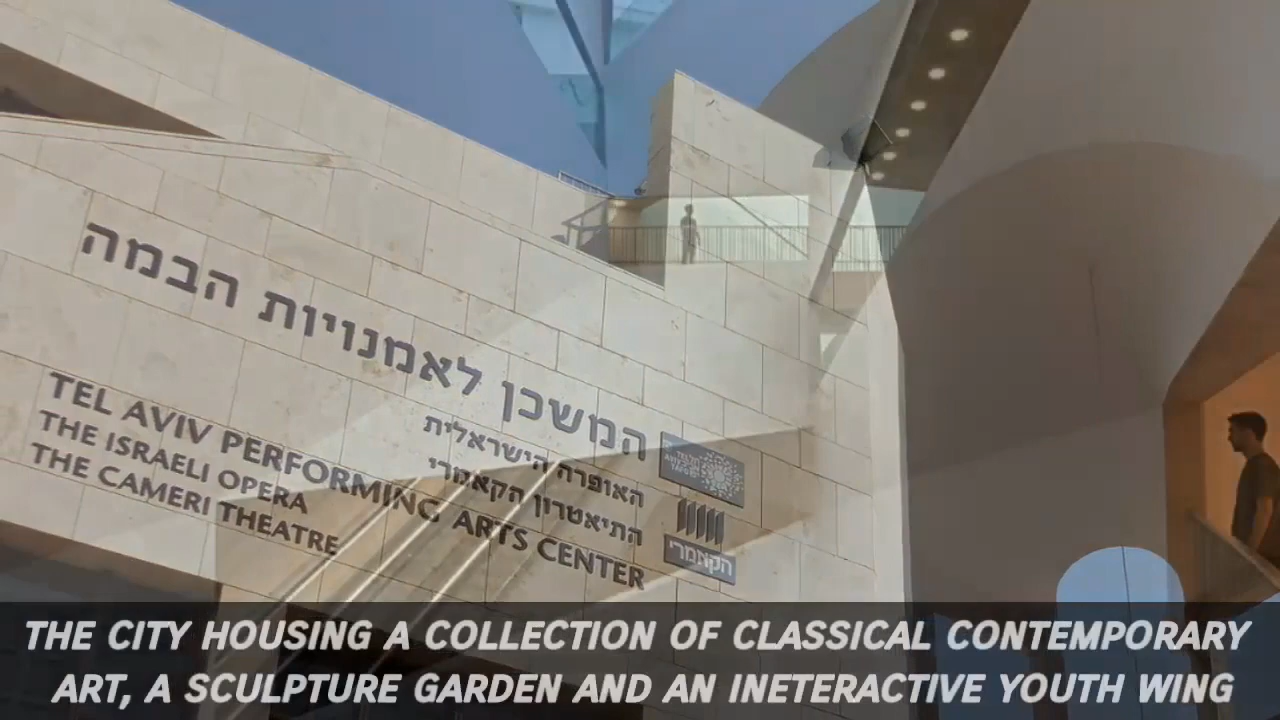 המשכן לאמנויות הבמה
האופרה הישראלית
התיאטרון הקאמרי
TEL AVIV PERFORMING ARTS CENTER
THE ISRAELI OPERA
THE CAMERI THEATRE
הקאמרי
THE CITY HOUSING A COLLECTION OF CLASSICAL CONTEMPORARY
ART, A SCULPTURE GARDEN AND AN INETERACTIVE YOUTH WING